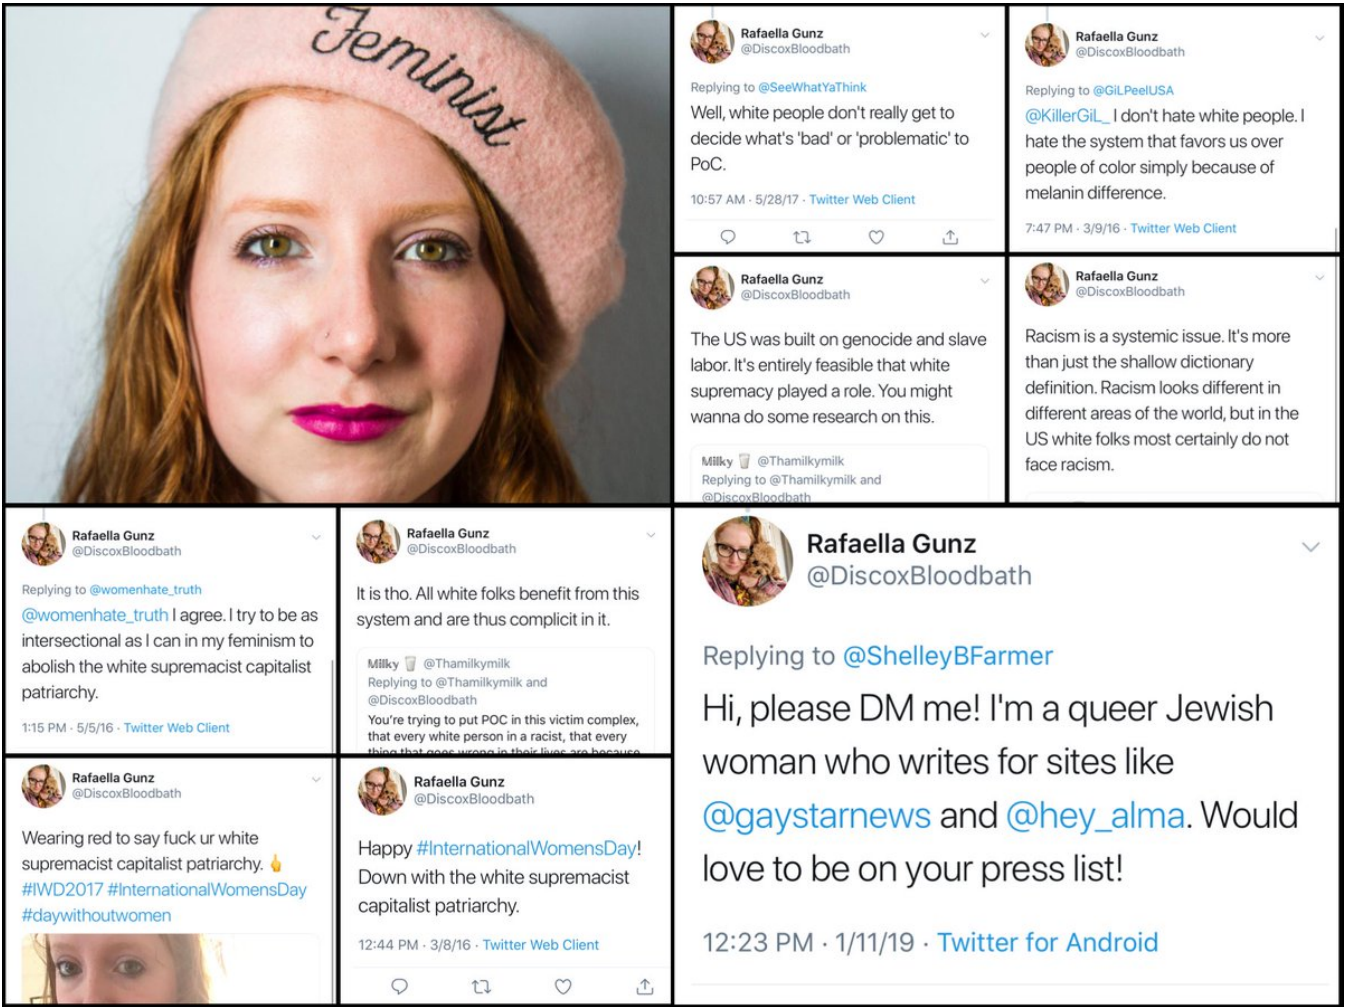 Feminist
Rafaella Gunz
@DiscoxBloodbath
Replying to @SeeWhatYaThink
Well, white people don't really get to
decide what's 'bad' or 'problematic' to
PoC.
10:57 AM · 5/28/17 · Twitter Web Client
Rafaella Gunz
@DiscoxBloodbath
Replying to @GiLPeelUSA
@KillerGiL_ I don't hate white people. I
hate the system that favors us over
people of color simply because of
melanin difference.
7:47 PM · 3/9/16 · Twitter Web Client
Rafaella Gunz
@DiscoxBloodbath
The US was built on genocide and slave
labor. It's entirely feasible that white
supremacy played a role. You might
wanna do some research on this.
Milky 🥛 @Thamilkymilk
Replying to @Thamilkymilk and
@DiscoxBloodbath
Rafaella Gunz
@DiscoxBloodbath
Racism is a systemic issue. It's more
than just the shallow dictionary
definition. Racism looks different in
different areas of the world, but in the
US white folks most certainly do not
face racism.
Rafaella Gunz
@DiscoxBloodbath
Replying to @womenhate_truth
@womenhate_truth I agree. I try to be as
intersectional as I can in my feminism to
abolish the white supremacist capitalist
patriarchy.
1:15 PM · 5/5/16 · Twitter Web Client
Rafaella Gunz
@DiscoxBloodbath
It is tho. All white folks benefit from this
system and are thus complicit in it.
Milky 🥛 @Thamilkymilk
Replying to @Thamilkymilk and
@DiscoxBloodbath
You're trying to put POC in this victim complex,
that every white person in a racist, that every
thing that goes wrong in their lives are because
Rafaella Gunz
@DiscoxBloodbath
Wearing red to say fuck ur white
supremacist capitalist patriarchy. 🖕
#IWD2017 #InternationalWomensDay
#daywithoutwomen
Rafaella Gunz
@DiscoxBloodbath
Happy #InternationalWomensDay!
Down with the white supremacist
capitalist patriarchy.
12:44 PM · 3/8/16 · Twitter Web Client
Rafaella Gunz
@DiscoxBloodbath
Replying to @ShelleyBFarmer
Hi, please DM me! I'm a queer Jewish
woman who writes for sites like
@gaystarnews and @hey_alma. Would
love to be on your press list!
12:23 PM · 1/11/19 · Twitter for Android